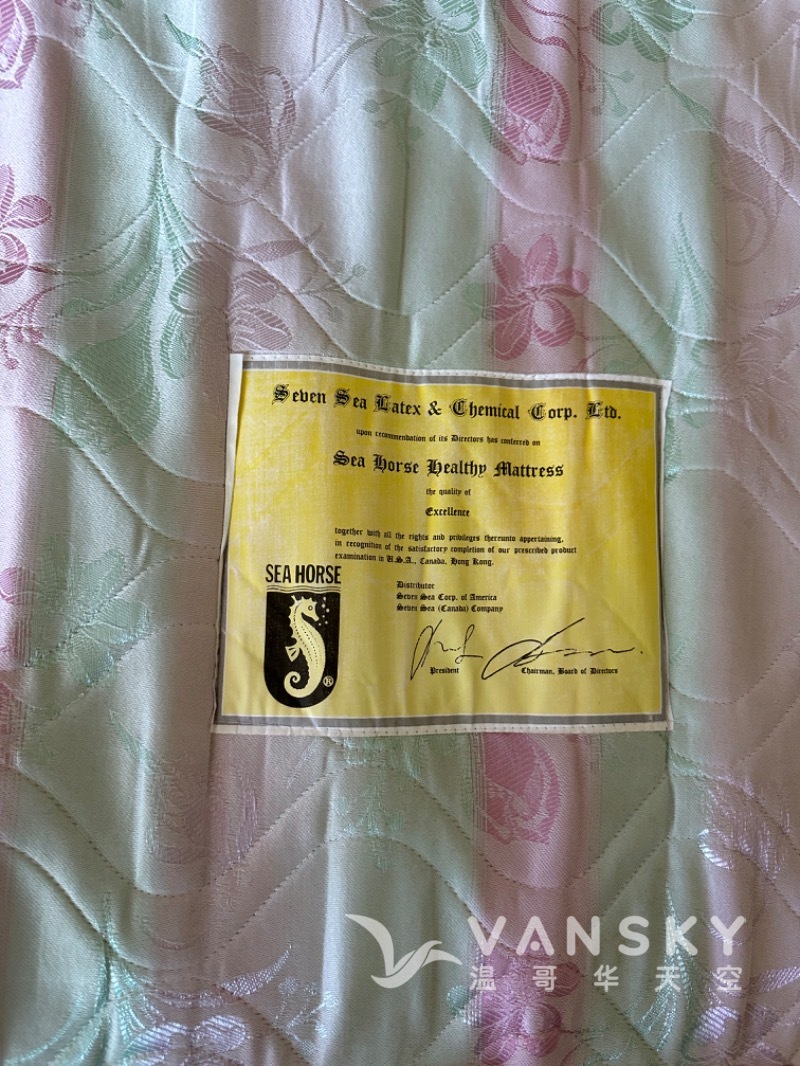 Seven Sea Latex & Chemical Corp. Ltd.
upon recommendation of its Directors has conferred on
Sea Horse Healthy Mattress
the quality of
Excellence
together with all the rights and privileges thereunto appertaining,
in recognition of the satisfactory completion of our prescribed product
examination in U.S.A., Canada, Hong Kong.
SEA HORSE
®
Distributor
Seven Sea Corp. of America
Seven Sea (Canada) Company
President
Chairman, Board of Directors
VANSKY
温哥华天空